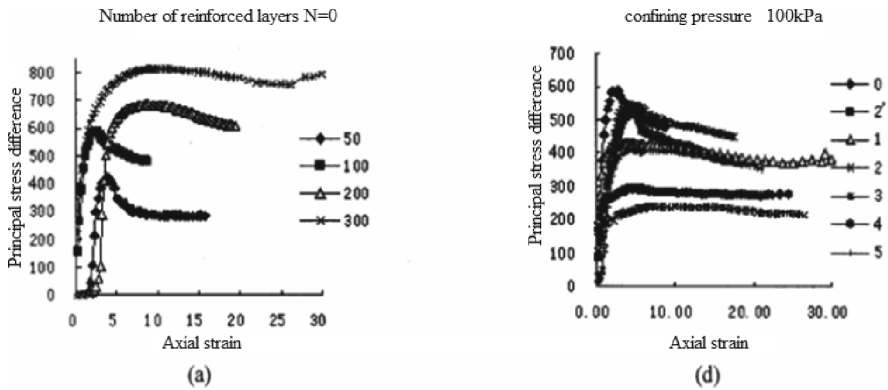 Number of reinforced layers N=0
Principal stress difference
800
700
600
500
400
300
200
100
0
0 5 10 15 20 25 30
Axial strain
50
100
200
300
(a)
confining pressure 100kPa
Principal stress difference
700
600
500
400
300
200
100
0
0.00 10.00 20.00 30.00
Axial strain
0
2'
1
2
3
4
5
(d)